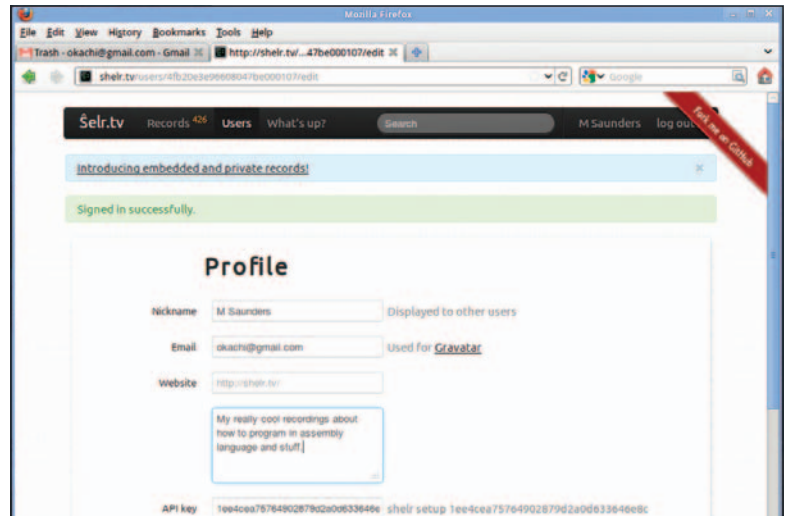 Mozilla Firefox
File Edit View History Bookmarks Tools Help
Trash - okachi@gmail.com - Gmail
http://shelr.tv/...47be000107/edit
shelr.tv/users/4fb20e3e96608047be000107/edit
Google
Ŝelr.tv Records 426 Users What's up? Search M Saunders log out
Fork me on GitHub
Introducing embedded and private records!
Signed in successfully.
Profile
Nickname M Saunders Displayed to other users
Email okachi@gmail.com Used for Gravatar
Website http://shelr.tv/
My really cool recordings about
how to program in assembly
language and stuff.
API key 1ee4cea75764902879d2a0d633646e shelr setup 1ee4cea75764902879d2a0d633646e8c